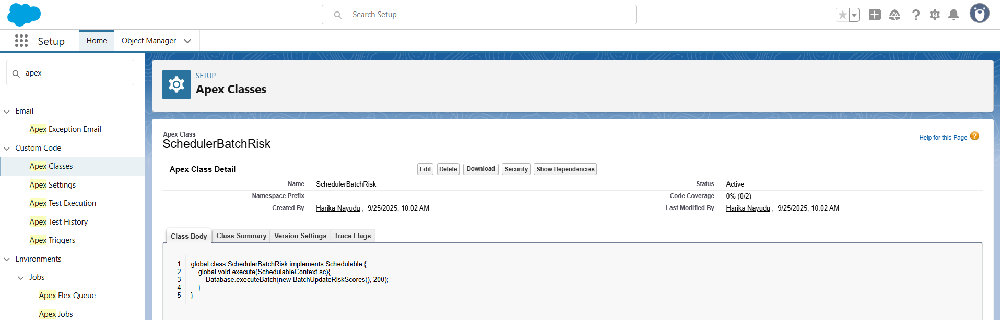 Search Setup
Setup
Home
Object Manager
apex
Email
Apex Exception Email
Custom Code
Apex Classes
Apex Settings
Apex Test Execution
Apex Test History
Apex Triggers
Environments
Jobs
Apex Flex Queue
Apex Jobs
SETUP
Apex Classes
Apex Class
SchedulerBatchRisk
Help for this Page ?
Apex Class Detail
Edit Delete Download Security Show Dependencies
Name SchedulerBatchRisk Status Active
Namespace Prefix Code Coverage 0% (0/2)
Created By Harika Nayudu , 9/25/2025, 10:02 AM Last Modified By Harika Nayudu , 9/25/2025, 10:02 AM
Class Body Class Summary Version Settings Trace Flags
1 global class SchedulerBatchRisk implements Schedulable {
2 global void execute(SchedulableContext sc){
3 Database.executeBatch(new BatchUpdateRiskScores(), 200);
4 }
5 }